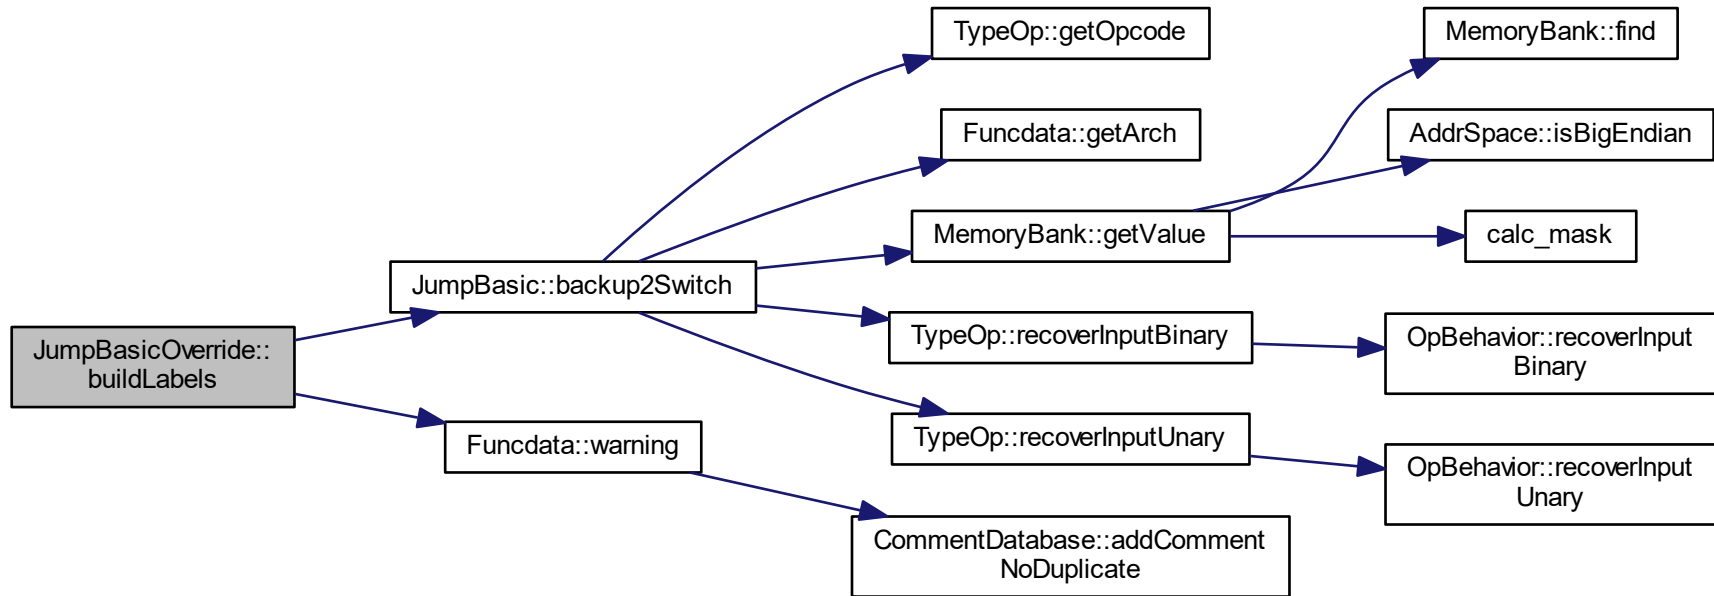 TypeOp::getOpcode
MemoryBank::find
Funcdata::getArch
AddrSpace::isBigEndian
MemoryBank::getValue
calc_mask
JumpBasic::backup2Switch
JumpBasicOverride::
buildLabels
TypeOp::recoverInputBinary
OpBehavior::recoverInput
Binary
Funcdata::warning
TypeOp::recoverInputUnary
OpBehavior::recoverInput
Unary
CommentDatabase::addComment
NoDuplicate